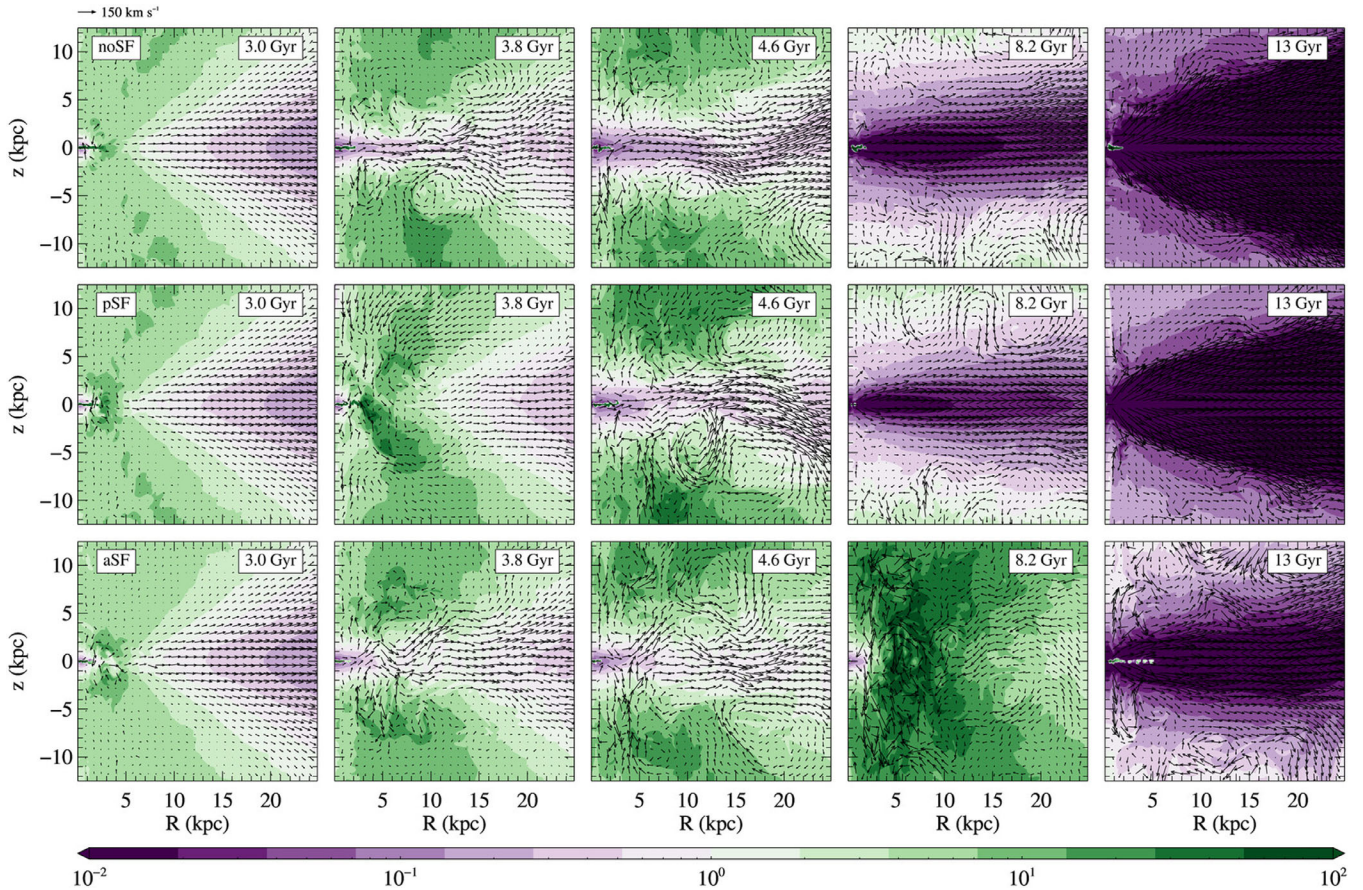 150 km s⁻¹
noSF 3.0 Gyr 3.8 Gyr 4.6 Gyr 8.2 Gyr 13 Gyr
10
5
0
−5
−10
z (kpc)
pSF 3.0 Gyr 3.8 Gyr 4.6 Gyr 8.2 Gyr 13 Gyr
10
5
0
−5
−10
z (kpc)
aSF 3.0 Gyr 3.8 Gyr 4.6 Gyr 8.2 Gyr 13 Gyr
10
5
0
−5
−10
z (kpc)
5 10 15 20 5 10 15 20 5 10 15 20 5 10 15 20 5 10 15 20
R (kpc) R (kpc) R (kpc) R (kpc) R (kpc)
10⁻² 10⁻¹ 10⁰ 10¹ 10²